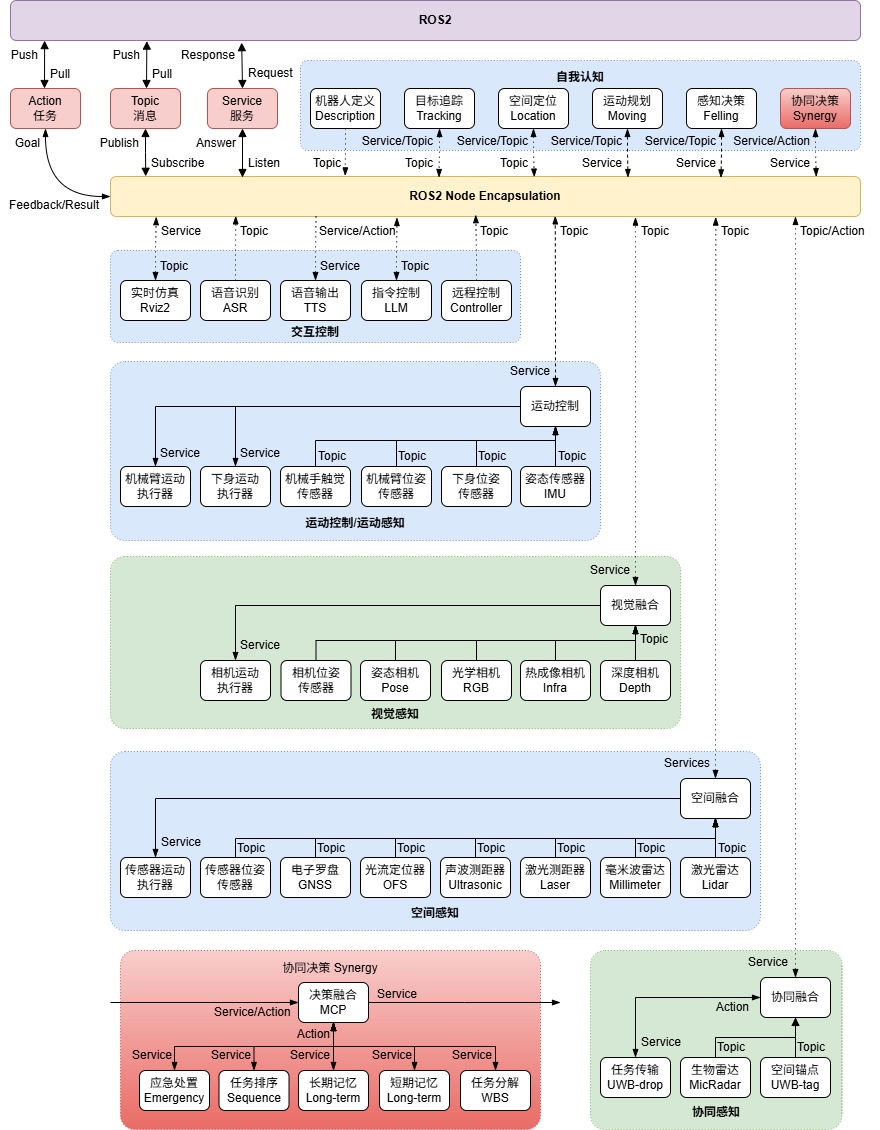 ROS2
Push
Pull
Push
Pull
Response
Request
Action
任务
Topic
消息
Service
服务
自我认知
机器人定义
Description
目标追踪
Tracking
空间定位
Location
运动规划
Moving
感知决策
Felling
协同决策
Synergy
Goal
Publish
Subscribe
Answer
Listen
Topic
Service/Topic
Topic
Service/Topic
Topic
Service/Topic
Service
Service/Topic
Service
Service/Action
Service
Feedback/Result
ROS2 Node Encapsulation
Service
Topic
Service/Action
Topic
Topic
Topic
Topic
Topic/Action
Topic
Service
Topic
实时仿真
Rviz2
语音识别
ASR
语音输出
TTS
指令控制
LLM
远程控制
Controller
交互控制
Service
运动控制
Service
Service
Topic
Topic
Topic
Topic
机械臂运动
执行器
下身运动
执行器
机械手触觉
传感器
机械臂位姿
传感器
下身位姿
传感器
姿态传感器
IMU
运动控制/运动感知
Service
视觉融合
Service
Topic
相机运动
执行器
相机位姿
传感器
姿态相机
Pose
光学相机
RGB
热成像相机
Infra
深度相机
Depth
视觉感知
Services
空间融合
Service
Topic
Topic
Topic
Topic
Topic
Topic
Topic
传感器运动
执行器
传感器位姿
传感器
电子罗盘
GNSS
光流定位器
OFS
声波测距器
Ultrasonic
激光测距器
Laser
毫米波雷达
Millimeter
激光雷达
Lidar
空间感知
协同决策 Synergy
决策融合
MCP
Service/Action
Service
Action
Service
Service
Service
Service
Service
应急处置
Emergency
任务排序
Sequence
长期记忆
Long-term
短期记忆
Long-term
任务分解
WBS
Service
协同融合
Action
Service
Topic
Topic
任务传输
UWB-drop
生物雷达
MicRadar
空间锚点
UWB-tag
协同感知